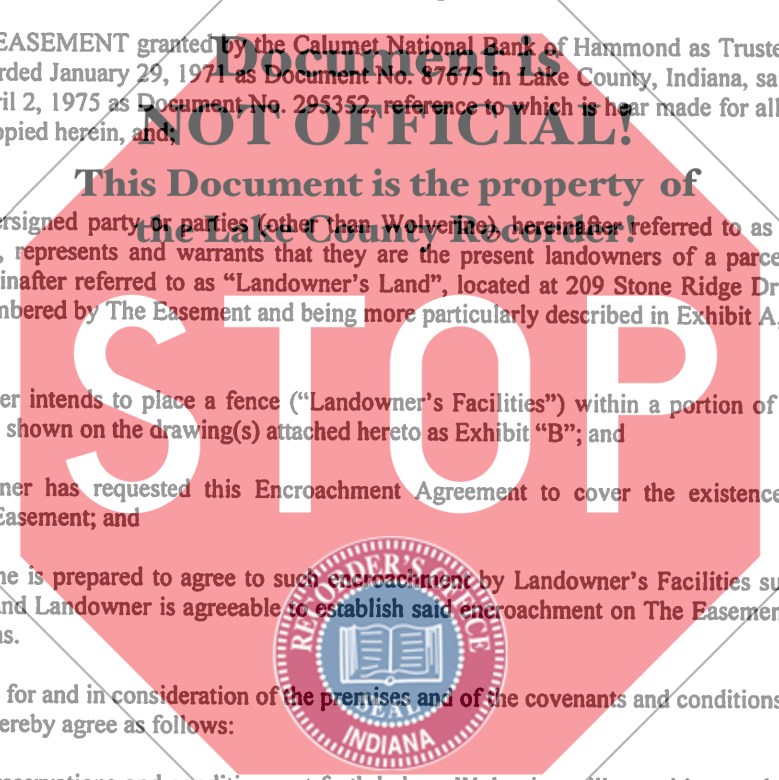 EASEMENT granted by the Calumet National Bank of Hammond as Truste
Document is
rded January 29, 1971 as Document No. 87675 in Lake County, Indiana, sa
ril 2, 1975 as Document No. 295352, reference to which is hear made for all
NOT OFFICIAL!
opied herein, and;
This Document is the property of
the Lake County Recorder!
ersigned party or parties (other than Wolverine), hereinafter referred to as
, represents and warrants that they are the present landowners of a parce
inafter referred to as “Landowner’s Land”, located at 209 Stone Ridge Dr
mbered by The Easement and being more particularly described in Exhibit A,
STOP
er intends to place a fence (“Landowner’s Facilities”) within a portion of
shown on the drawing(s) attached hereto as Exhibit “B”; and
ner has requested this Encroachment Agreement to cover the existence
Easement; and
ne is prepared to agree to such encroachment by Landowner’s Facilities su
nd Landowner is agreeable to establish said encroachment on The Easemen
ns.
RECORDER'S OFFICE
SEAL
INDIANA
for and in consideration of the premises and of the covenants and conditions
ereby agree as follows: